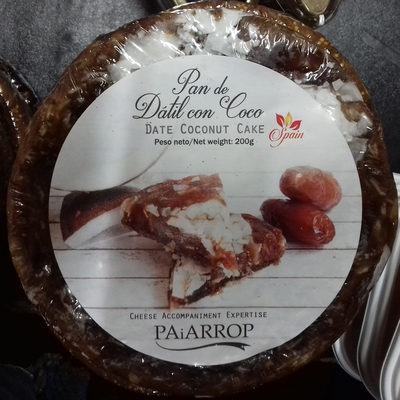 Pan de
Dátil con Coco
DATE COCONUT CAKE
Spain
Peso neto/Net weight: 200g
CHEESE ACCOMPANIMENT EXPERTISE
PAiARROP